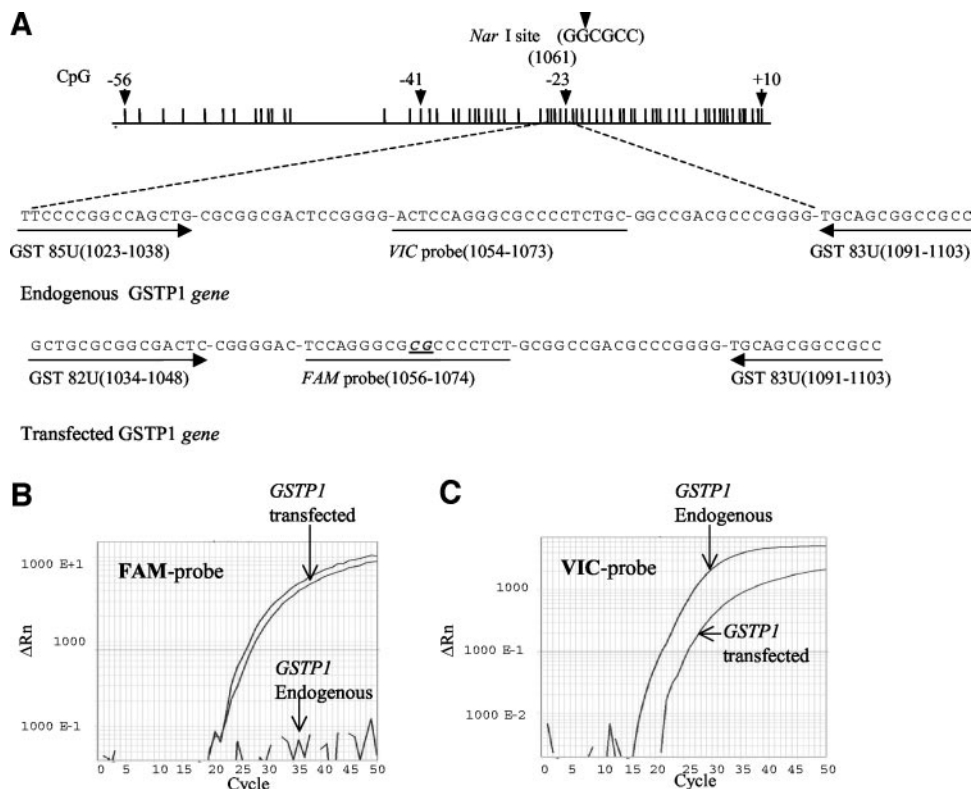 A
Nar I site (GGCGCC)
(1061)
CpG
-56
-41
-23
+10
TTCCCCGGCCAGCTG-CGCGGCGACTCCGGGG-ACTCCAGGGCGCCCCTCTGC-GGCCGACGCCCGGGG-TGCAGCGGCCGCC
GST 85U(1023-1038)
VIC probe(1054-1073)
GST 83U(1091-1103)
Endogenous GSTP1 gene
GCTGCGCGGCGACTC-CGGGGAC-TCCAGGGCGCGCCCCTCT-GCGGCCGACGCCCGGGG-TGCAGCGGCCGCC
GST 82U(1034-1048)
FAM probe(1056-1074)
GST 83U(1091-1103)
Transfected GSTP1 gene
B
GSTP1
transfected
FAM-probe
GSTP1
Endogenous
ΔRn
1000 E+1
1000
1000 E-1
0 5 10 15 20 25 30 35 40 45 50
Cycle
C
GSTP1
Endogenous
VIC-probe
GSTP1
transfected
ΔRn
1000
1000 E-1
1000 E-2
0 5 10 15 20 25 30 35 40 45 50
Cycle